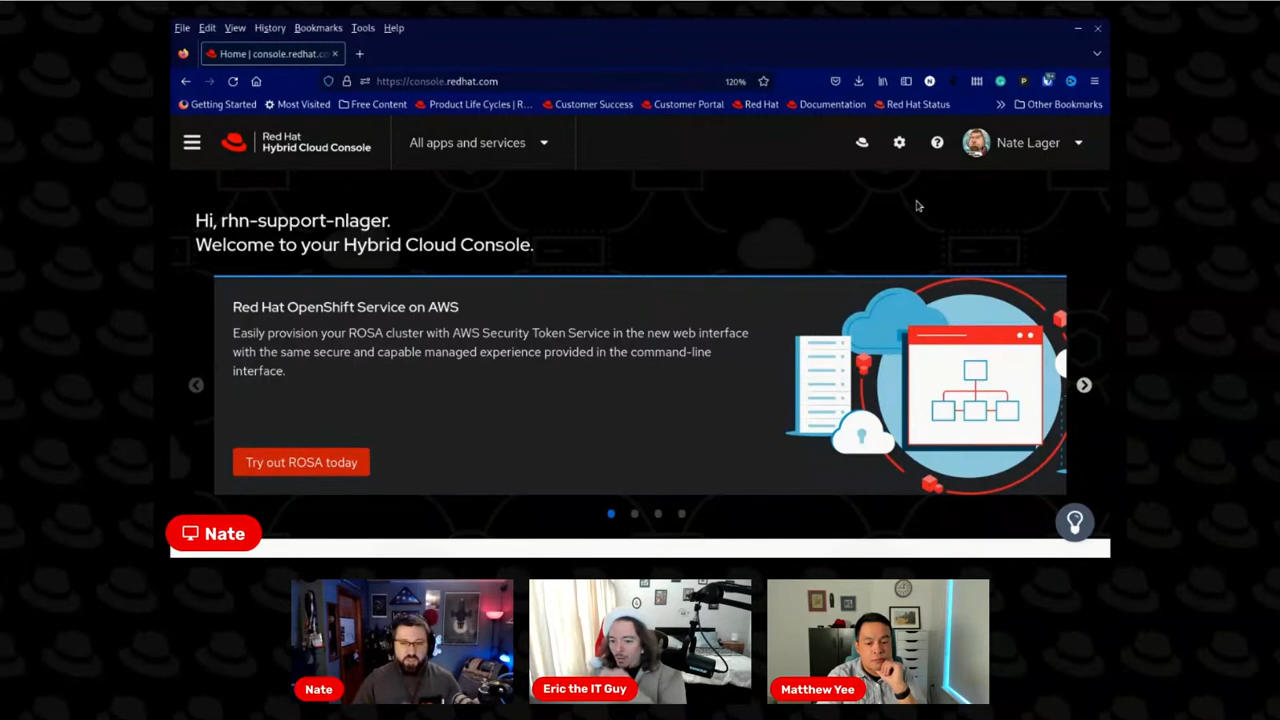 File Edit View History Bookmarks Tools Help
Home | console.redhat.co
https://console.redhat.com 120%
Getting Started Most Visited Free Content Product Life Cycles | R... Customer Success Customer Portal Red Hat Documentation Red Hat Status Other Bookmarks
Red Hat
Hybrid Cloud Console
All apps and services
Nate Lager
Hi, rhn-support-nlager.
Welcome to your Hybrid Cloud Console.
Red Hat OpenShift Service on AWS
Easily provision your ROSA cluster with AWS Security Token Service in the new web interface
with the same secure and capable managed experience provided in the command-line
interface.
Try out ROSA today
Nate
Nate
Eric the IT Guy
Matthew Yee